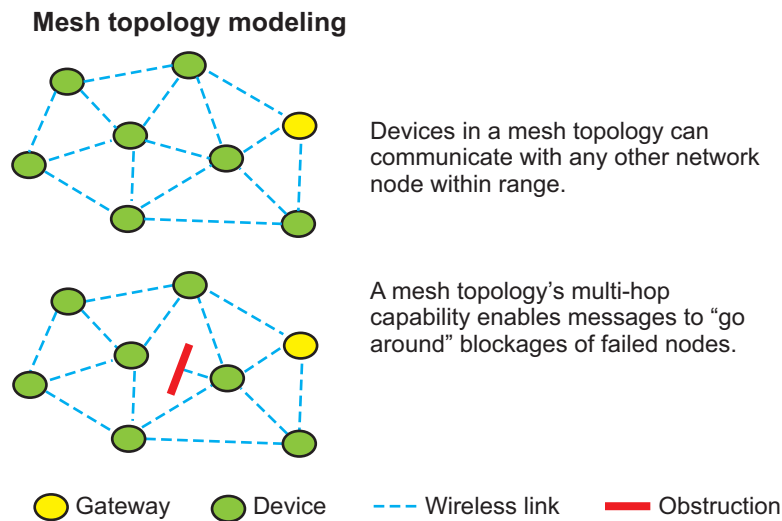 Mesh topology modeling
Devices in a mesh topology can
communicate with any other network
node within range.
A mesh topology’s multi-hop
capability enables messages to “go
around” blockages of failed nodes.
Gateway Device Wireless link Obstruction